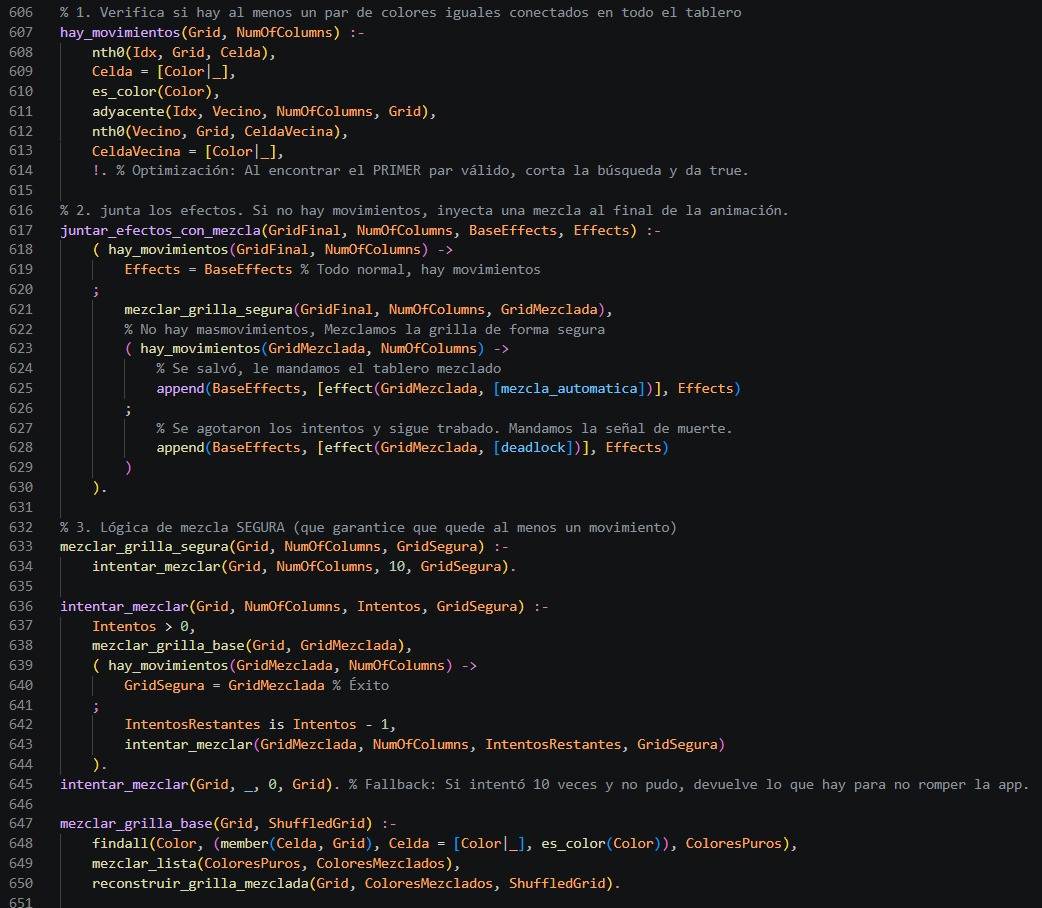 606 % 1. Verifica si hay al menos un par de colores iguales conectados en todo el tablero
607 hay_movimientos(Grid, NumOfColumns) :-
608     nth0(Idx, Grid, Celda),
609     Celda = [Color|_],
610     es_color(Color),
611     adyacente(Idx, Vecino, NumOfColumns, Grid),
612     nth0(Vecino, Grid, CeldaVecina),
613     CeldaVecina = [Color|_],
614     !. % Optimización: Al encontrar el PRIMER par válido, corta la búsqueda y da true.
615
616 % 2. junta los efectos. Si no hay movimientos, inyecta una mezcla al final de la animación.
617 juntar_efectos_con_mezcla(GridFinal, NumOfColumns, BaseEffects, Effects) :-
618     ( hay_movimientos(GridFinal, NumOfColumns) ->
619         Effects = BaseEffects % Todo normal, hay movimientos
620     ;
621         mezclar_grilla_segura(GridFinal, NumOfColumns, GridMezclada),
622         % No hay masmovimientos, Mezclamos la grilla de forma segura
623         ( hay_movimientos(GridMezclada, NumOfColumns) ->
624             % Se salvó, le mandamos el tablero mezclado
625             append(BaseEffects, [effect(GridMezclada, [mezcla_automatica])], Effects)
626         ;
627             % Se agotaron los intentos y sigue trabado. Mandamos la señal de muerte.
628             append(BaseEffects, [effect(GridMezclada, [deadlock])], Effects)
629         )
630     ).
631
632 % 3. Lógica de mezcla SEGURA (que garantice que quede al menos un movimiento)
633 mezclar_grilla_segura(Grid, NumOfColumns, GridSegura) :-
634     intentar_mezclar(Grid, NumOfColumns, 10, GridSegura).
635
636 intentar_mezclar(Grid, NumOfColumns, Intentos, GridSegura) :-
637     Intentos > 0,
638     mezclar_grilla_base(Grid, GridMezclada),
639     ( hay_movimientos(GridMezclada, NumOfColumns) ->
640         GridSegura = GridMezclada % Éxito
641     ;
642         IntentosRestantes is Intentos - 1,
643         intentar_mezclar(GridMezclada, NumOfColumns, IntentosRestantes, GridSegura)
644     ).
645 intentar_mezclar(Grid, _, 0, Grid). % Fallback: Si intentó 10 veces y no pudo, devuelve lo que hay para no romper la app.
646
647 mezclar_grilla_base(Grid, ShuffledGrid) :-
648     findall(Color, (member(Celda, Grid), Celda = [Color|_], es_color(Color)), ColoresPuros),
649     mezclar_lista(ColoresPuros, ColoresMezclados),
650     reconstruir_grilla_mezclada(Grid, ColoresMezclados, ShuffledGrid).
651